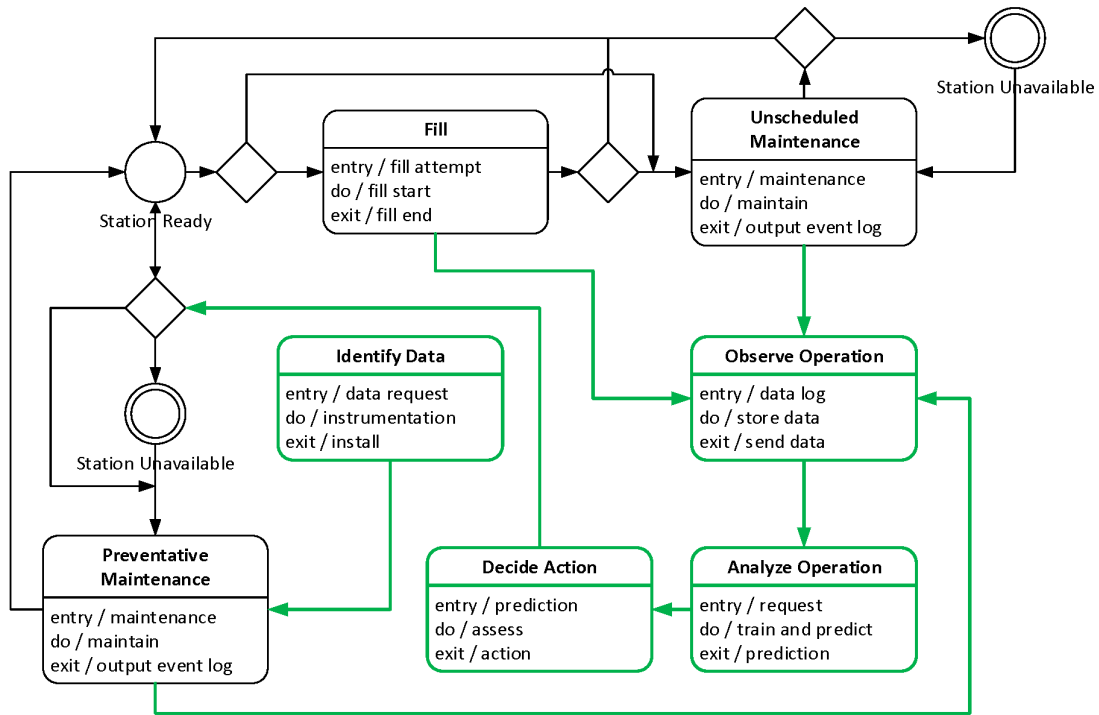 Station Unavailable
Fill
entry / fill attempt
do / fill start
exit / fill end
Unscheduled
Maintenance
entry / maintenance
do / maintain
exit / output event log
Station Ready
Identify Data
entry / data request
do / instrumentation
exit / install
Observe Operation
entry / data log
do / store data
exit / send data
Station Unavailable
Preventative
Maintenance
entry / maintenance
do / maintain
exit / output event log
Decide Action
entry / prediction
do / assess
exit / action
Analyze Operation
entry / request
do / train and predict
exit / prediction